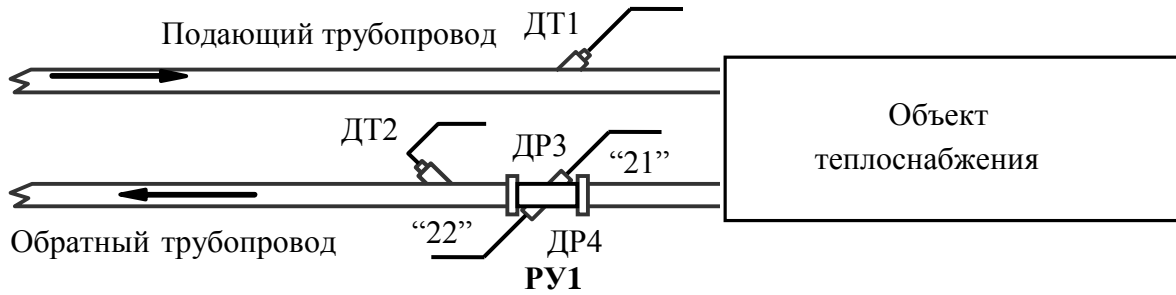 ДТ1
Подающий трубопровод
Объект
теплоснабжения
ДТ2
ДР3
“21”
“22”
Обратный трубопровод
ДР4
РУ1